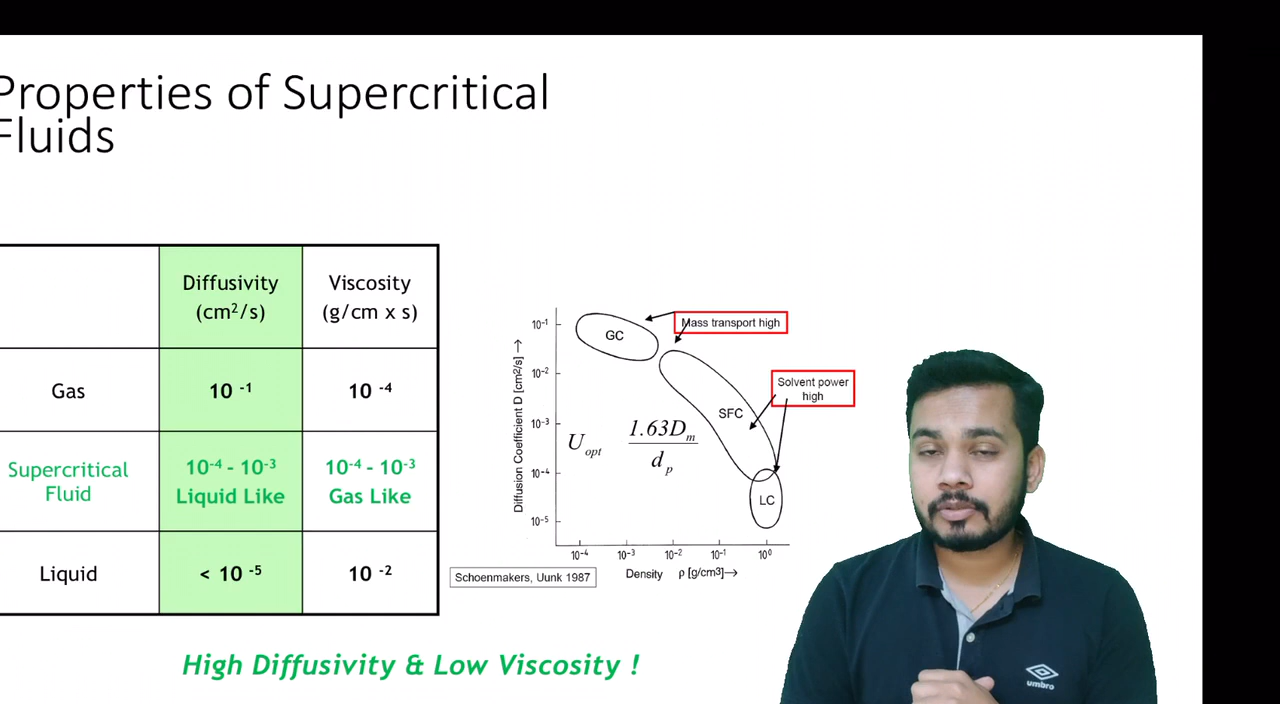 Properties of Supercritical
Fluids
Diffusivity
(cm²/s)
Viscosity
(g/cm x s)
Gas
10 ⁻¹
10 ⁻⁴
Supercritical
Fluid
10⁻⁴ - 10⁻³
Liquid Like
10⁻⁴ - 10⁻³
Gas Like
Liquid
< 10 ⁻⁵
10 ⁻²
High Diffusivity & Low Viscosity !
Diffusion Coefficient D [cm2/s] →
10⁻¹
10⁻²
10⁻³
10⁻⁴
10⁻⁵
GC
Mass transport high
SFC
Solvent power
high
U opt
1.63D m
d p
LC
10⁻⁴
10⁻³
10⁻²
10⁻¹
10⁰
Density ρ [g/cm³]→
Schoenmakers, Uunk 1987
umbro